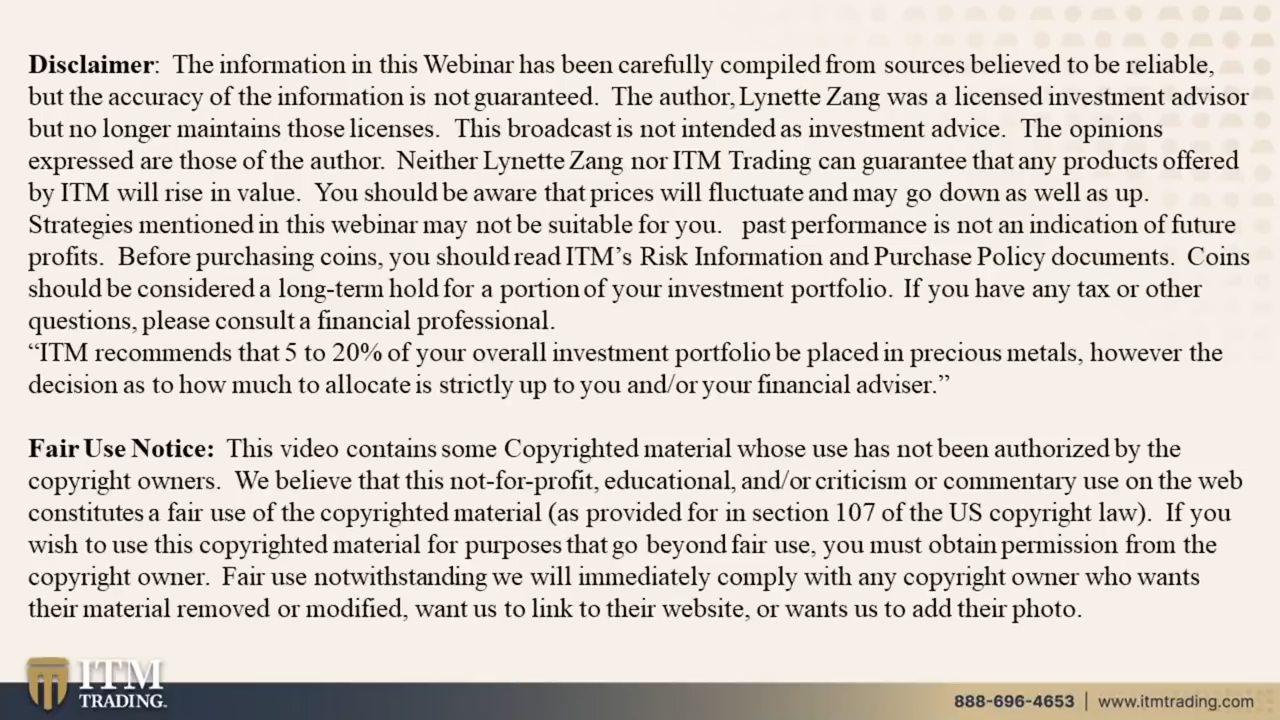 Disclaimer: The information in this Webinar has been carefully compiled from sources believed to be reliable,
but the accuracy of the information is not guaranteed. The author, Lynette Zang was a licensed investment advisor
but no longer maintains those licenses. This broadcast is not intended as investment advice. The opinions
expressed are those of the author. Neither Lynette Zang nor ITM Trading can guarantee that any products offered
by ITM will rise in value. You should be aware that prices will fluctuate and may go down as well as up.
Strategies mentioned in this webinar may not be suitable for you. past performance is not an indication of future
profits. Before purchasing coins, you should read ITM’s Risk Information and Purchase Policy documents. Coins
should be considered a long-term hold for a portion of your investment portfolio. If you have any tax or other
questions, please consult a financial professional.
“ITM recommends that 5 to 20% of your overall investment portfolio be placed in precious metals, however the
decision as to how much to allocate is strictly up to you and/or your financial adviser.”
Fair Use Notice: This video contains some Copyrighted material whose use has not been authorized by the
copyright owners. We believe that this not-for-profit, educational, and/or criticism or commentary use on the web
constitutes a fair use of the copyrighted material (as provided for in section 107 of the US copyright law). If you
wish to use this copyrighted material for purposes that go beyond fair use, you must obtain permission from the
copyright owner. Fair use notwithstanding we will immediately comply with any copyright owner who wants
their material removed or modified, want us to link to their website, or wants us to add their photo.
ITM
TRADING.
888-696-4653 | www.itmtrading.com